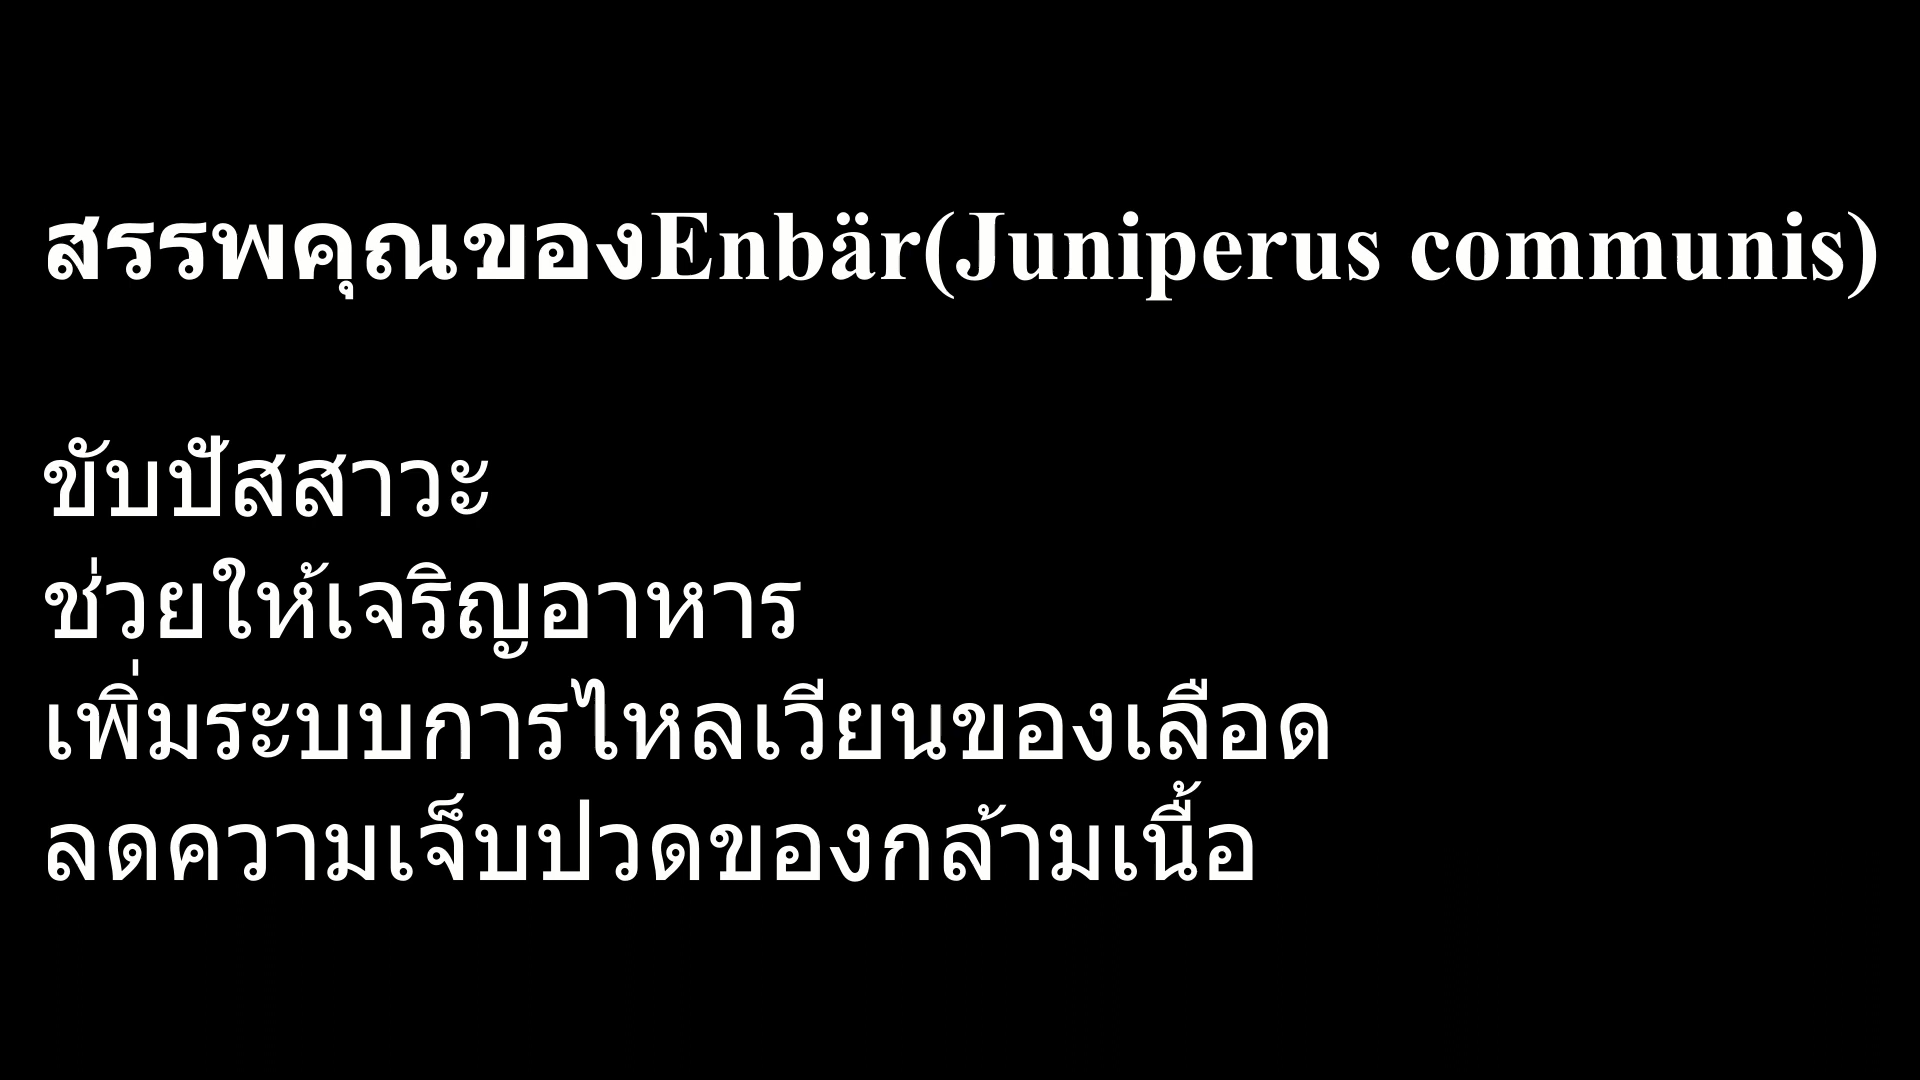 สรรพคุณของEnbär(Juniperus communis)
ขับปัสสาวะ
ช่วยให้เจริญอาหาร
เพิ่มระบบการไหลเวียนของเลือด
ลดความเจ็บปวดของกล้ามเนื้อ